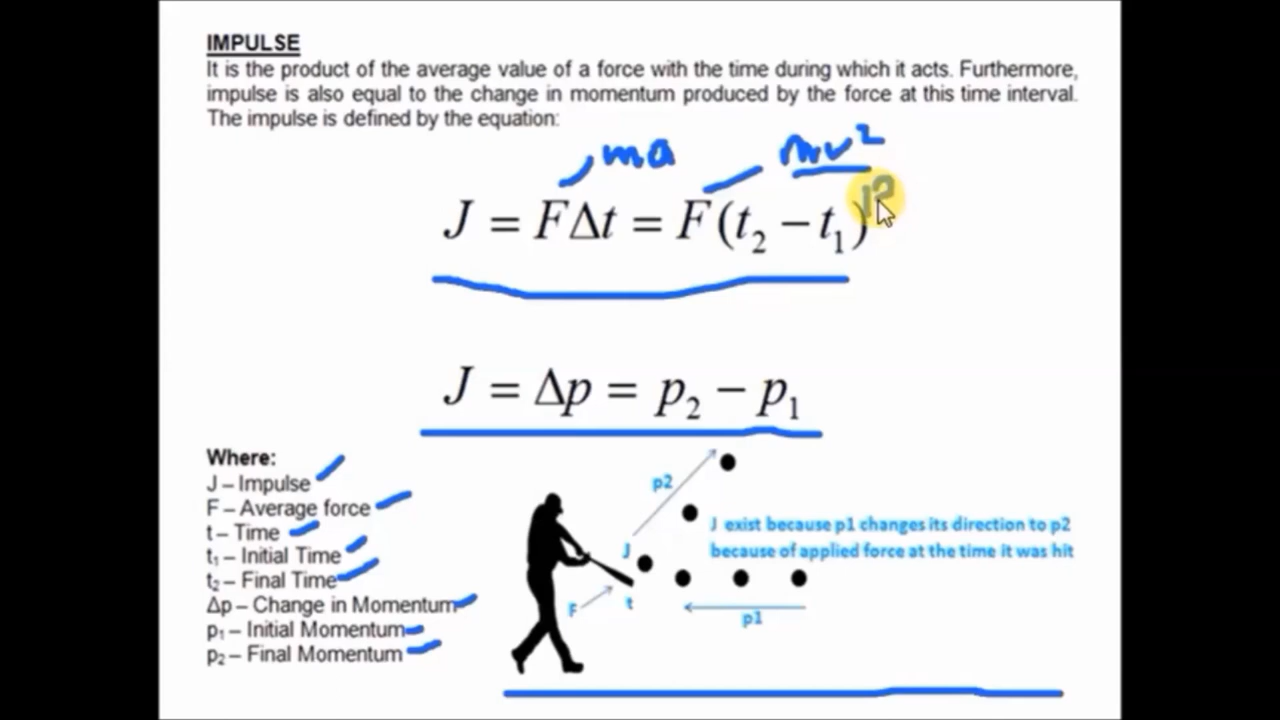 IMPULSE
It is the product of the average value of a force with the time during which it acts. Furthermore,
impulse is also equal to the change in momentum produced by the force at this time interval.
The impulse is defined by the equation:
ma mv²
J = FΔt = F(t₂ − t₁)
J = Δp = p₂ − p₁
Where:
J – Impulse
F – Average force
t – Time
t₁ – Initial Time
t₂ – Final Time
Δp – Change in Momentum
p₁ – Initial Momentum
p₂ – Final Momentum
p2
J exist because p1 changes its direction to p2
because of applied force at the time it was hit
J
F
t
p1